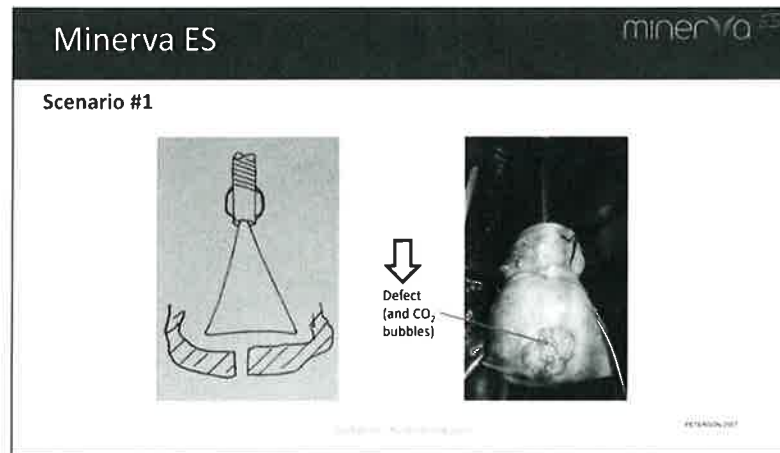 Minerva ES
minerva
Scenario #1
Defect
(and CO₂
bubbles)